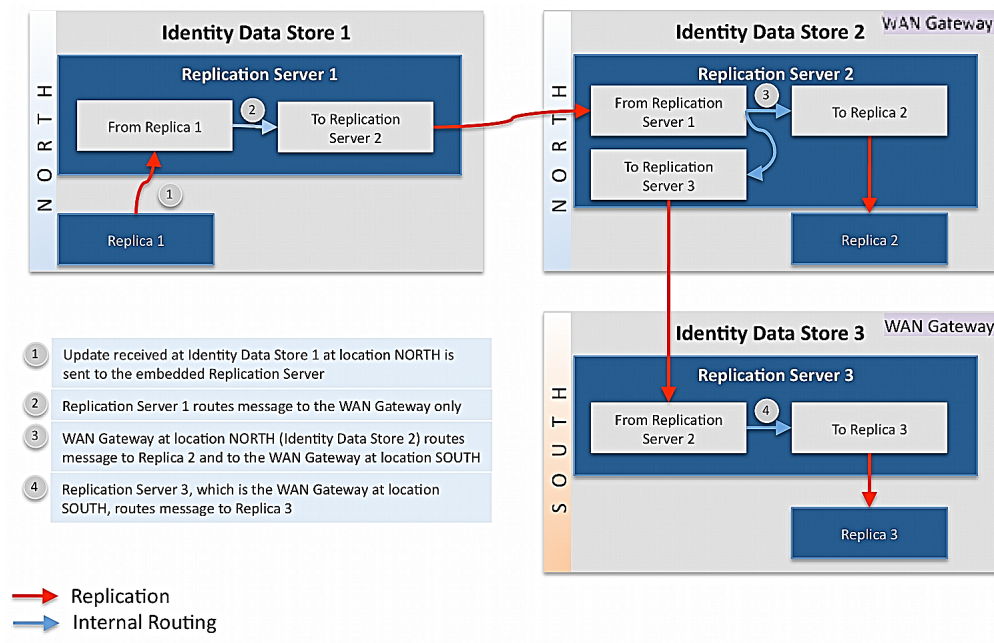 Identity Data Store 1
NORTH
Replication Server 1
From Replica 1
2
To Replication
Server 2
1
Replica 1
Identity Data Store 2
WAN Gateway
NORTH
Replication Server 2
From Replication
Server 1
3
To Replica 2
To Replication
Server 3
Replica 2
Identity Data Store 3
WAN Gateway
SOUTH
Replication Server 3
From Replication
Server 2
4
To Replica 3
Replica 3
1 Update received at Identity Data Store 1 at location NORTH is
sent to the embedded Replication Server
2 Replication Server 1 routes message to the WAN Gateway only
3 WAN Gateway at location NORTH (Identity Data Store 2) routes
message to Replica 2 and to the WAN Gateway at location SOUTH
4 Replication Server 3, which is the WAN Gateway at location
SOUTH, routes message to Replica 3
Replication
Internal Routing